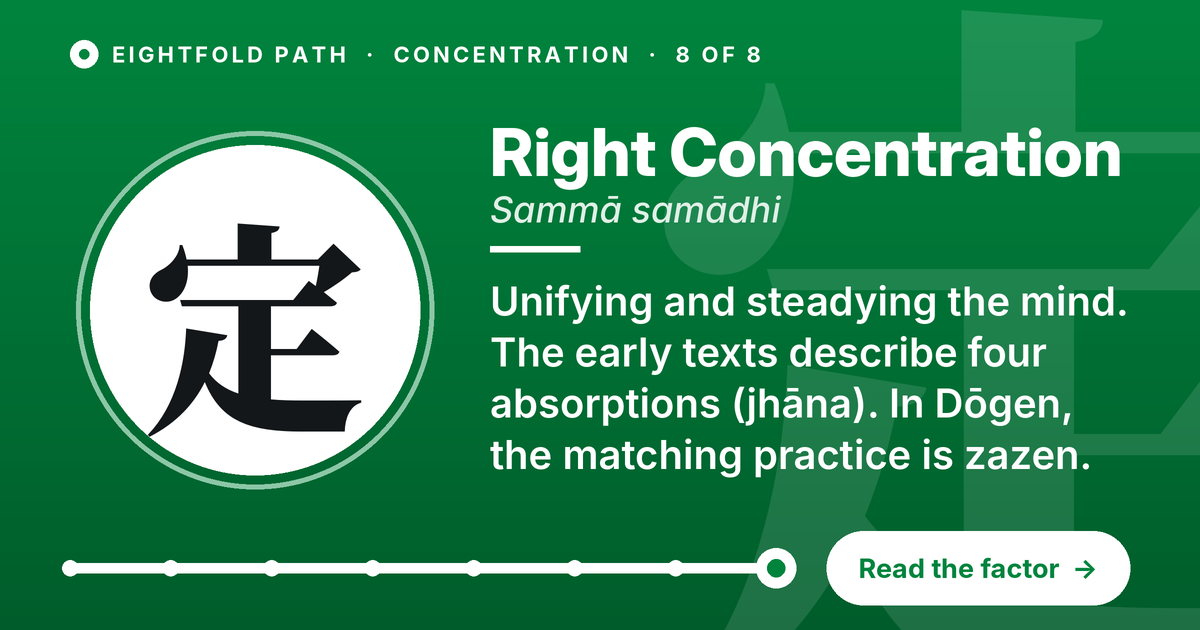 EIGHTFOLD PATH · CONCENTRATION · 8 OF 8
定
Right Concentration
Sammā samādhi
Unifying and steadying the mind.
The early texts describe four
absorptions (jhāna). In Dōgen,
the matching practice is zazen.
Read the factor →